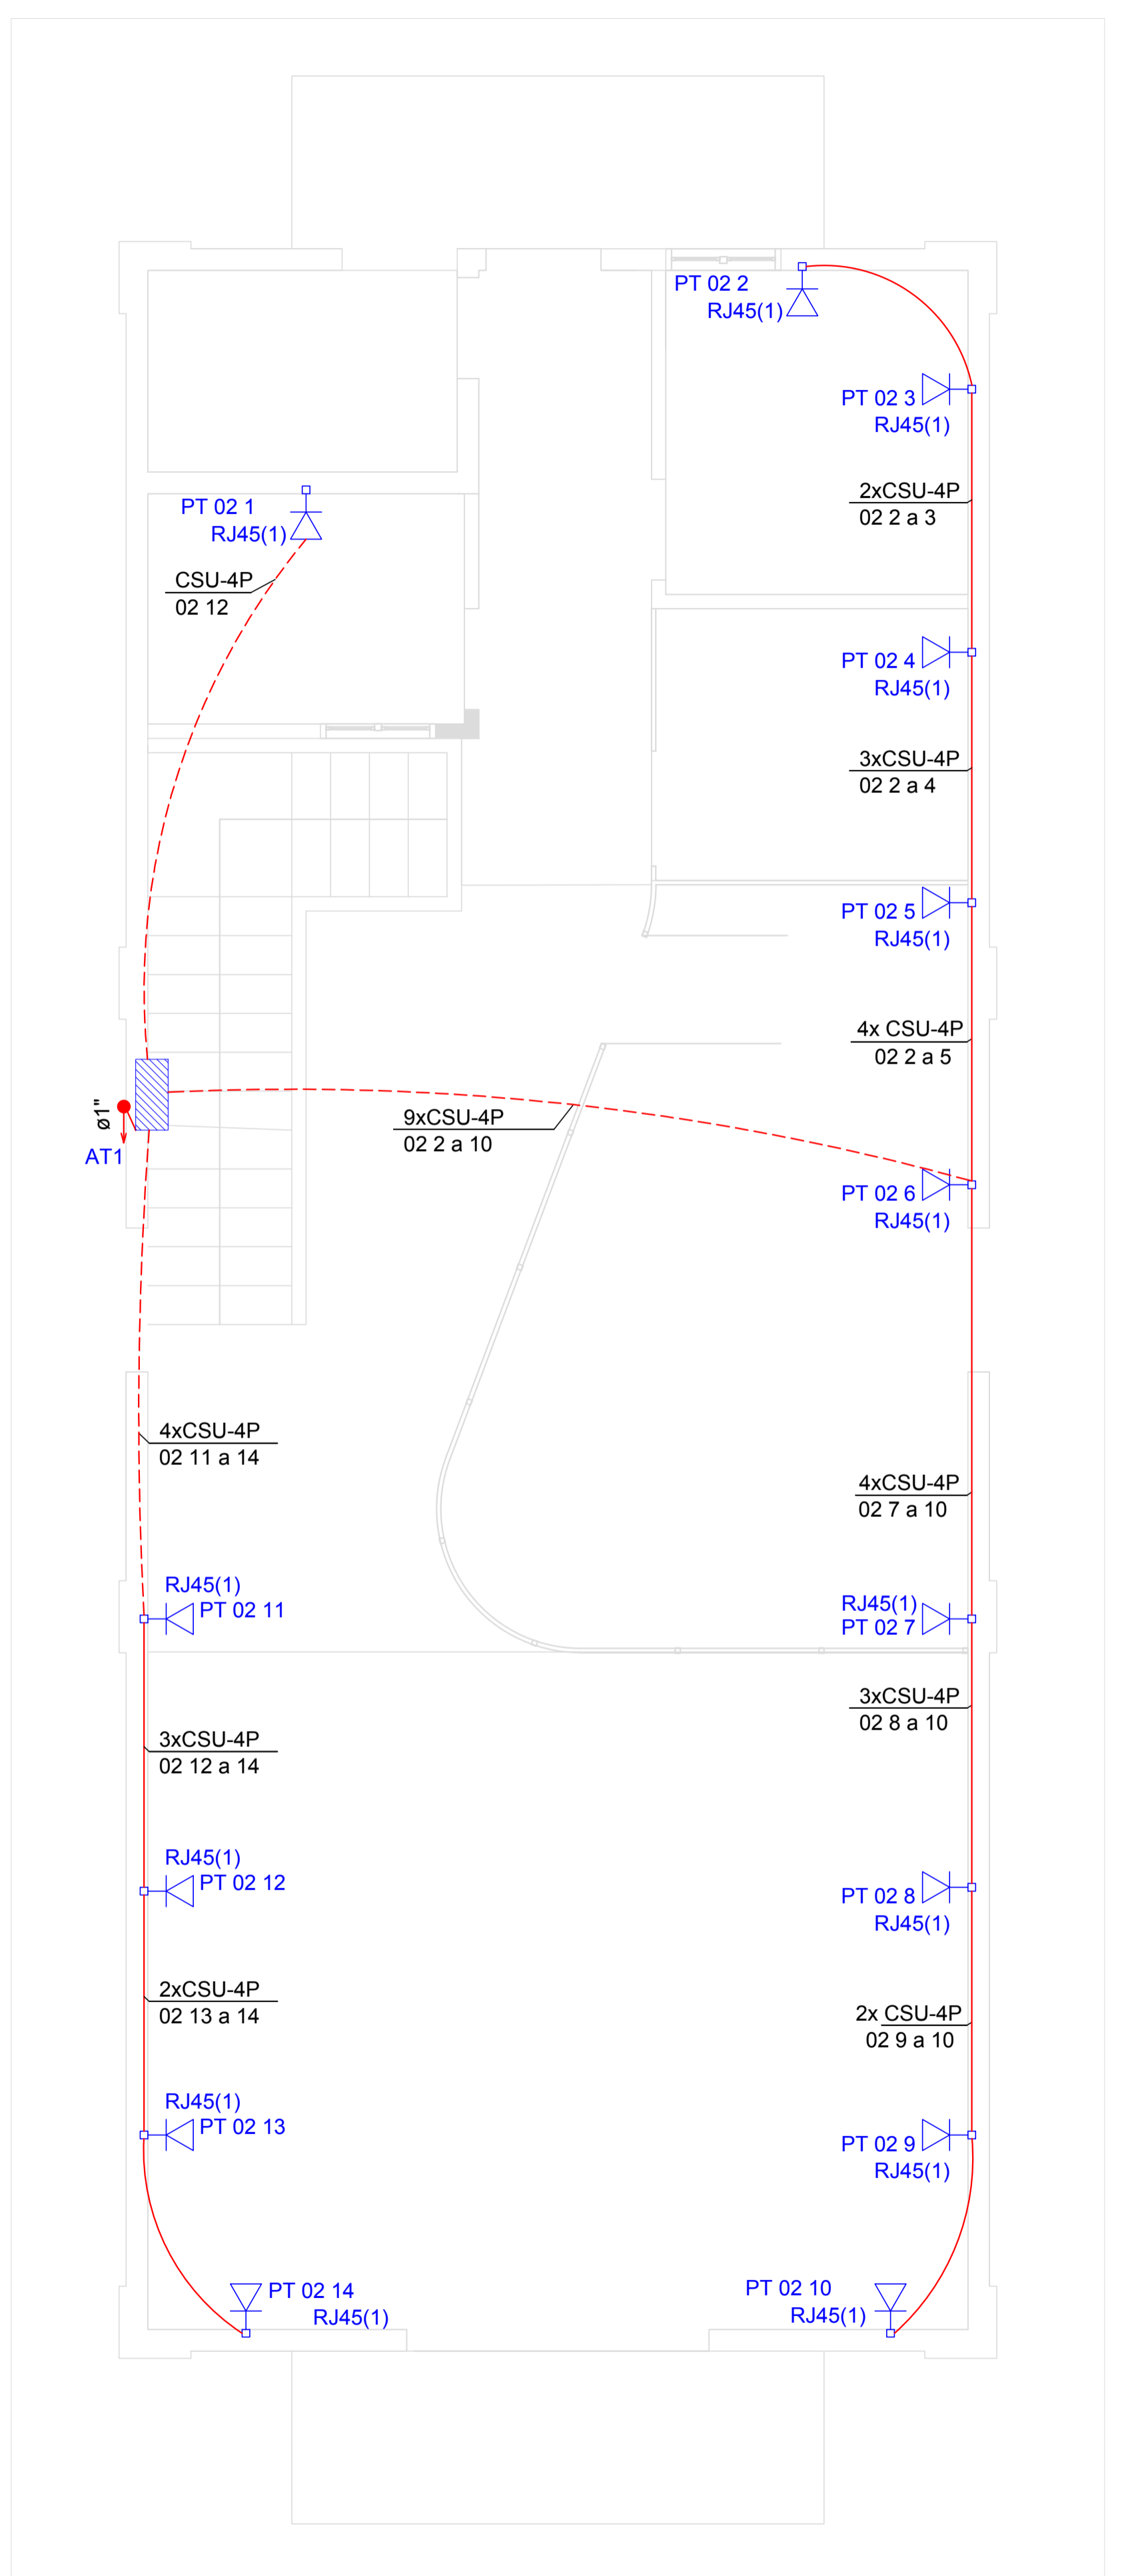 PT 02 2
RJ45(1)
PT 02 3
RJ45(1)
2xCSU-4P
02 2 a 3
PT 02 1
RJ45(1)
CSU-4P
02 12
PT 02 4
RJ45(1)
3xCSU-4P
02 2 a 4
PT 02 5
RJ45(1)
4x CSU-4P
02 2 a 5
ø1"
AT1
9xCSU-4P
02 2 a 10
PT 02 6
RJ45(1)
4xCSU-4P
02 11 a 14
4xCSU-4P
02 7 a 10
RJ45(1)
PT 02 11
RJ45(1)
PT 02 7
3xCSU-4P
02 8 a 10
3xCSU-4P
02 12 a 14
RJ45(1)
PT 02 12
PT 02 8
RJ45(1)
2xCSU-4P
02 13 a 14
2x CSU-4P
02 9 a 10
RJ45(1)
PT 02 13
PT 02 9
RJ45(1)
PT 02 14
RJ45(1)
PT 02 10
RJ45(1)